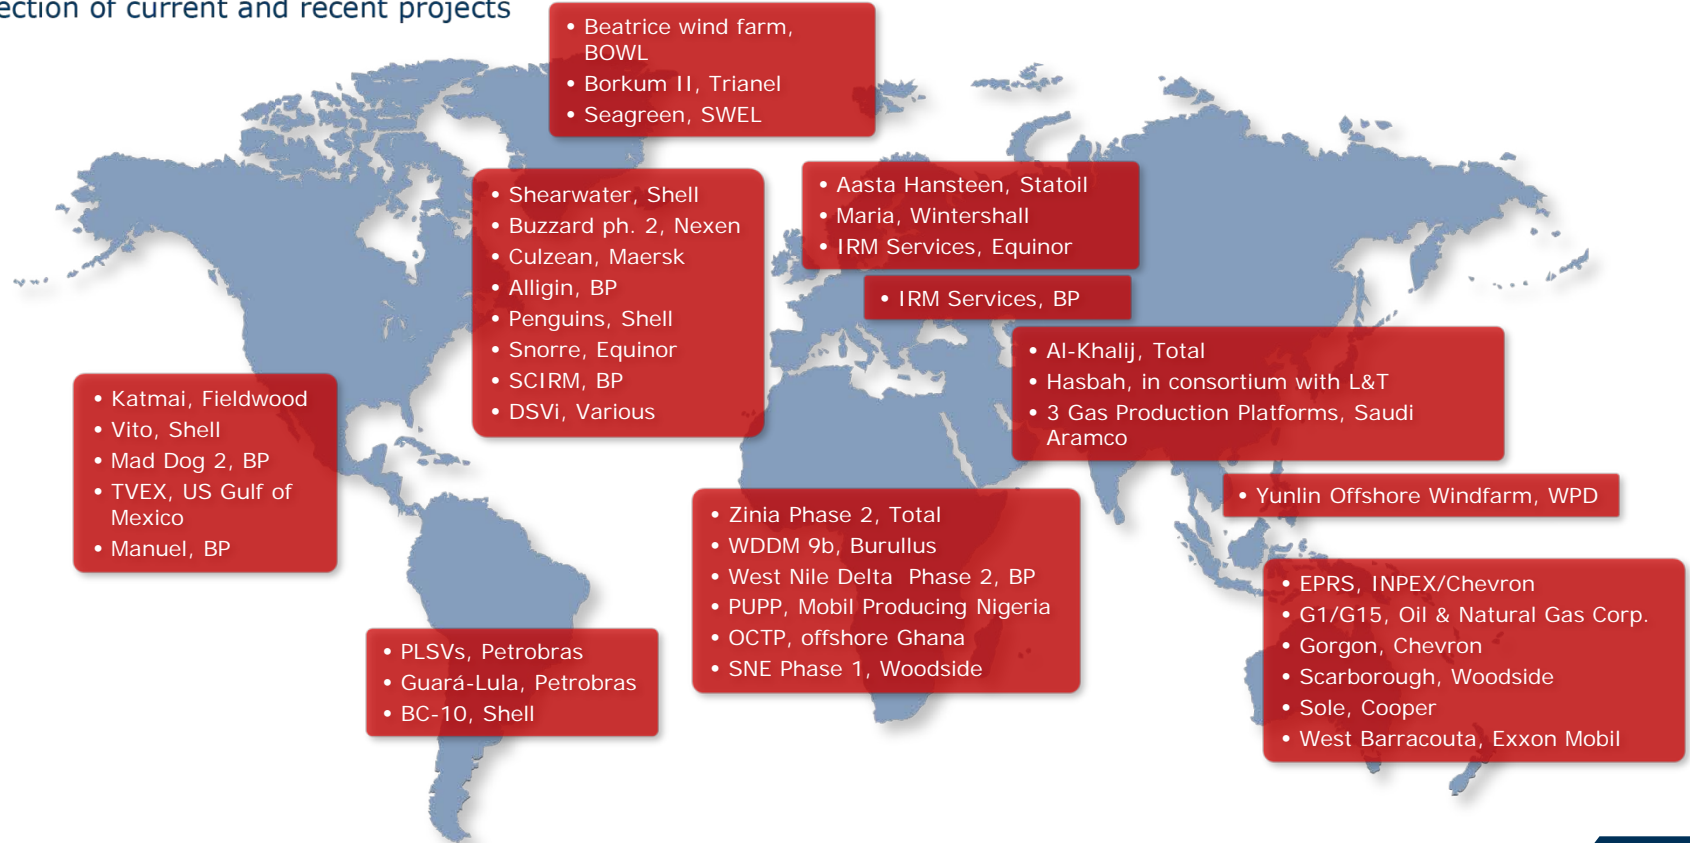 ection of current and recent projects
• Beatrice wind farm,
BOWL
• Borkum II, Trianel
• Seagreen, SWEL
• Shearwater, Shell
• Buzzard ph. 2, Nexen
• Culzean, Maersk
• Alligin, BP
• Penguins, Shell
• Snorre, Equinor
• SCIRM, BP
• DSVi, Various
• Aasta Hansteen, Statoil
• Maria, Wintershall
• IRM Services, Equinor
• IRM Services, BP
• Al-Khalij, Total
• Hasbah, in consortium with L&T
• 3 Gas Production Platforms, Saudi
Aramco
• Katmai, Fieldwood
• Vito, Shell
• Mad Dog 2, BP
• TVEX, US Gulf of
Mexico
• Manuel, BP
• Yunlin Offshore Windfarm, WPD
• Zinia Phase 2, Total
• WDDM 9b, Burullus
• West Nile Delta  Phase 2, BP
• PUPP, Mobil Producing Nigeria
• OCTP, offshore Ghana
• SNE Phase 1, Woodside
• EPRS, INPEX/Chevron
• G1/G15, Oil & Natural Gas Corp.
• Gorgon, Chevron
• Scarborough, Woodside
• Sole, Cooper
• West Barracouta, Exxon Mobil
• PLSVs, Petrobras
• Guará-Lula, Petrobras
• BC-10, Shell